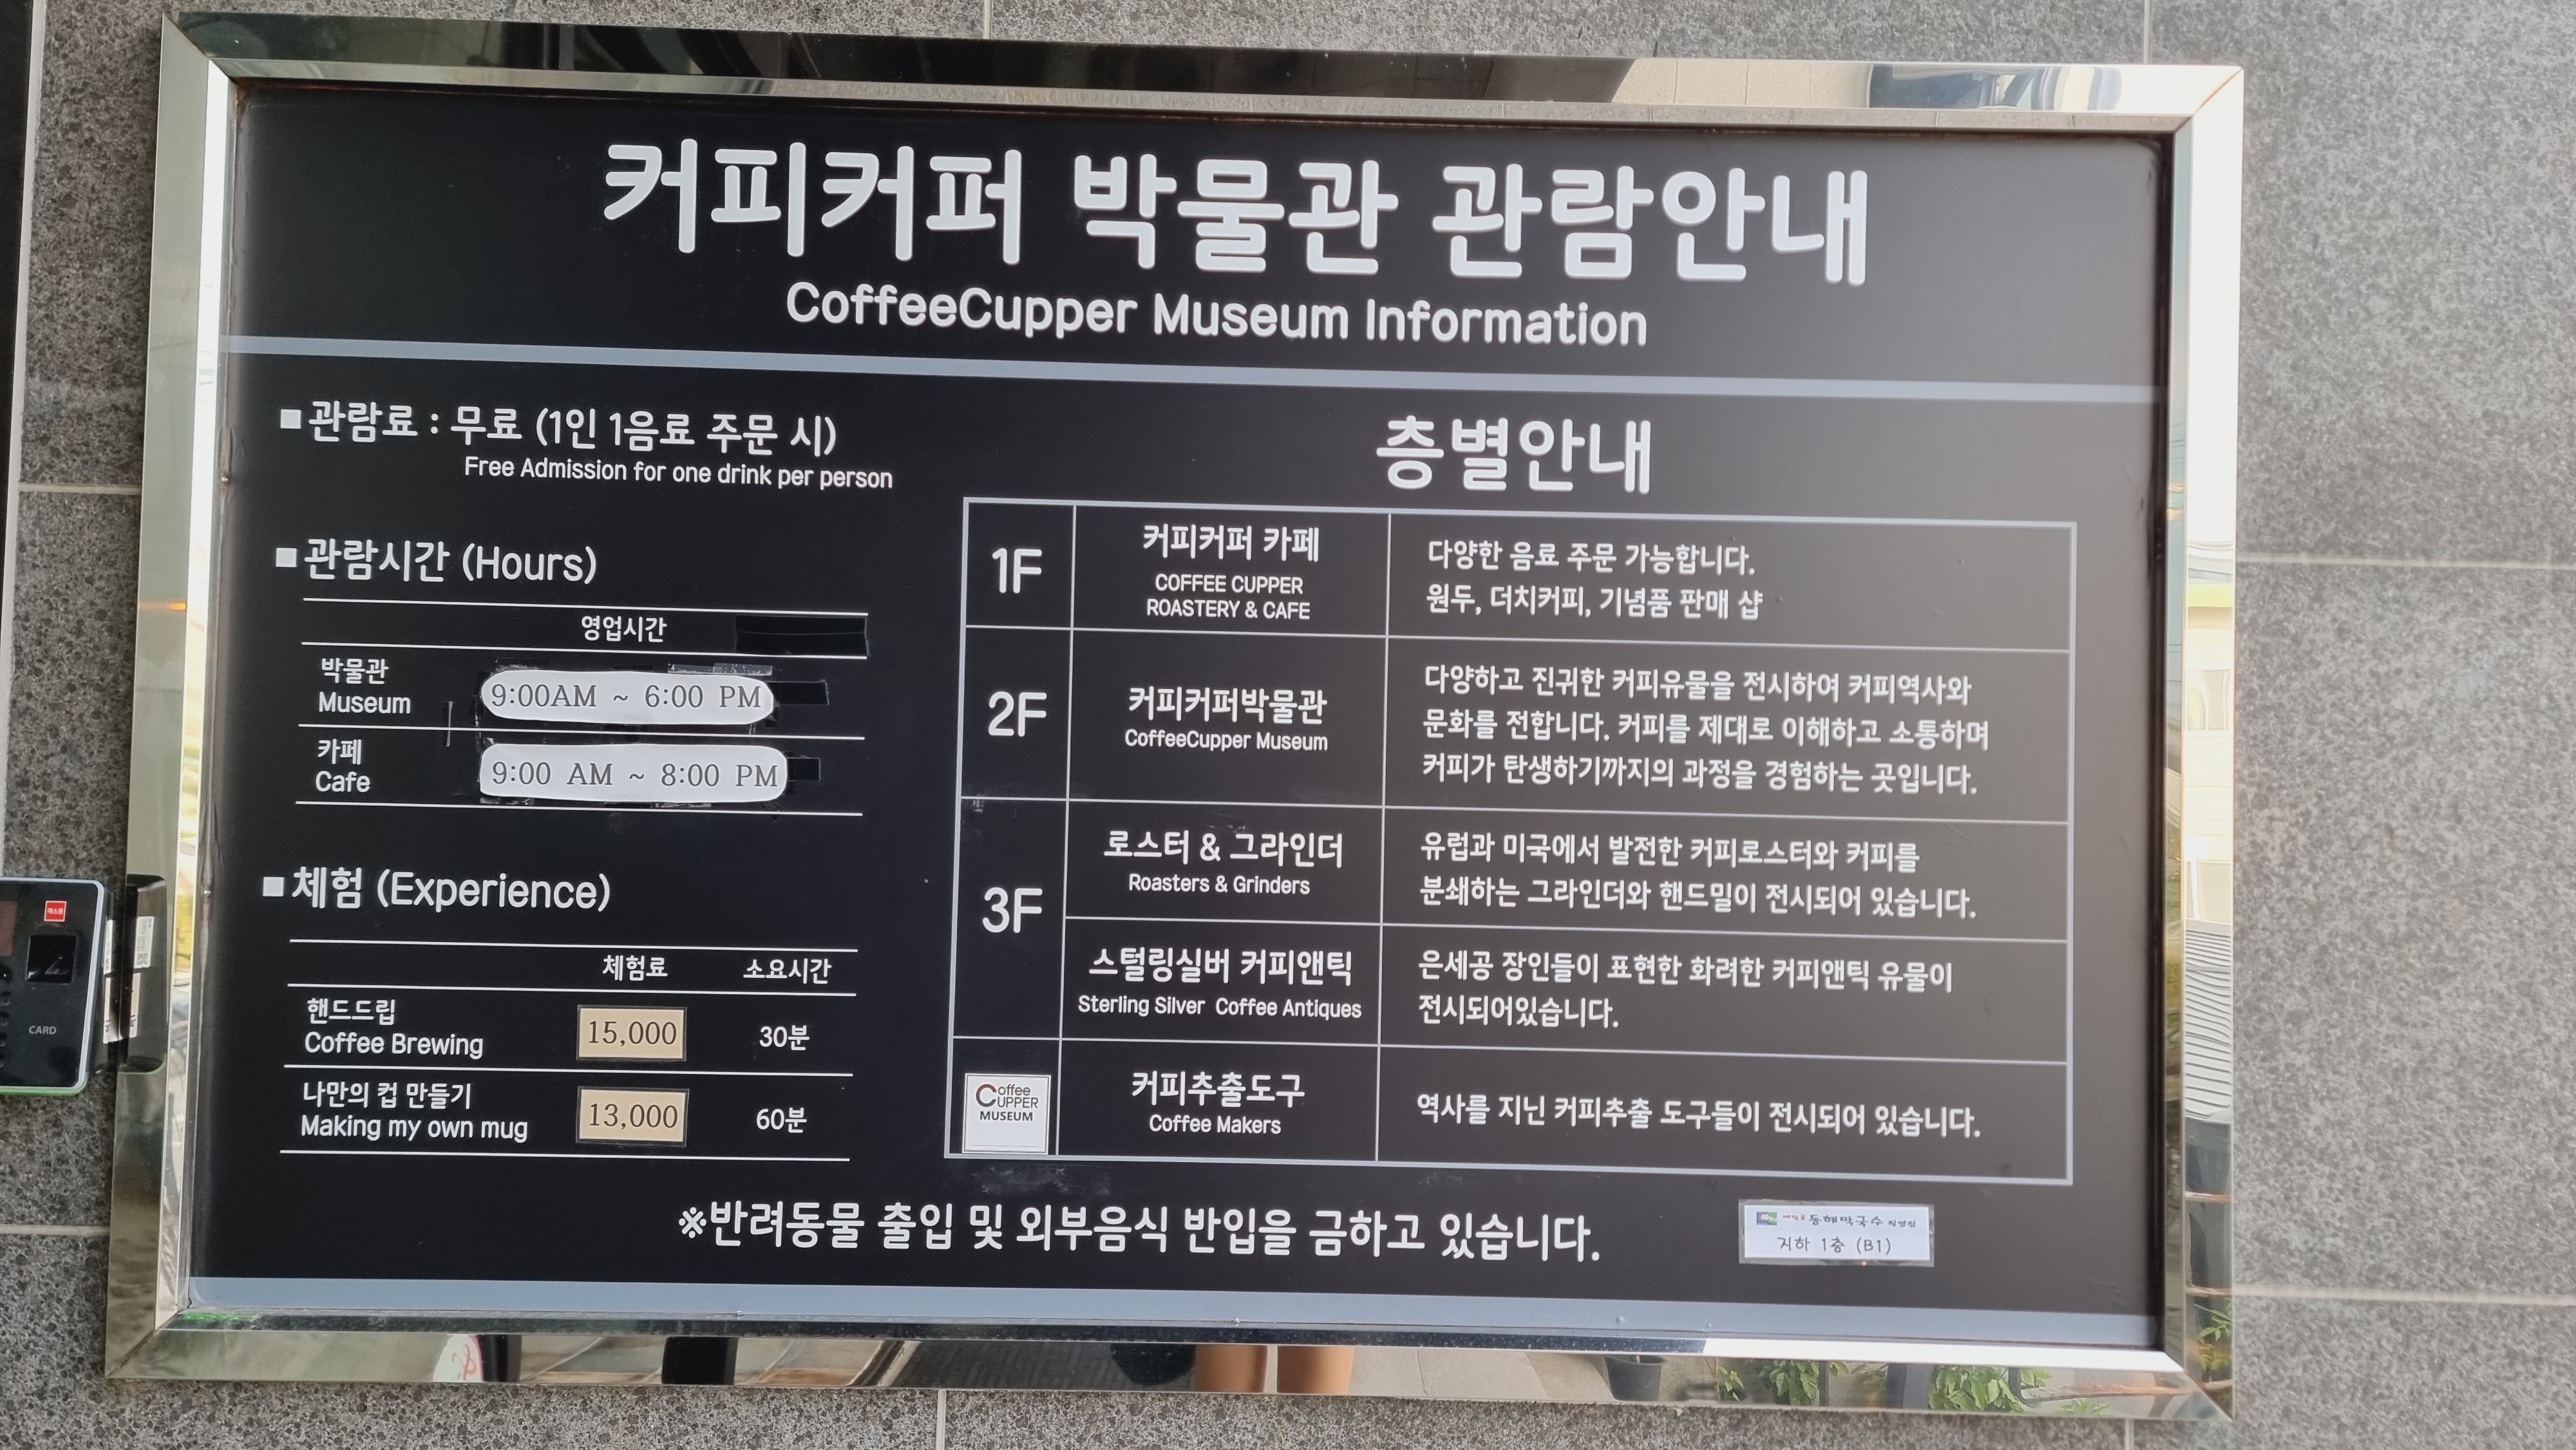 커피커퍼 박물관 관람안내
CoffeeCupper Museum Information
■ 관람료 : 무료 (1인 1음료 주문 시)
Free Admission for one drink per person
■ 관람시간 (Hours)
영업시간
박물관
Museum
9:00AM ~ 6:00 PM
카페
Cafe
9:00 AM ~ 8:00 PM
■ 체험 (Experience)
체험료 소요시간
핸드드립
Coffee Brewing
15,000 30분
나만의 컵 만들기
Making my own mug
13,000 60분
층별안내
1F
커피커퍼 카페
COFFEE CUPPER
ROASTERY & CAFE
다양한 음료 주문 가능합니다.
원두, 더치커피, 기념품 판매 샵
2F
커피커퍼박물관
CoffeeCupper Museum
다양하고 진귀한 커피유물을 전시하여 커피역사와
문화를 전합니다. 커피를 제대로 이해하고 소통하며
커피가 탄생하기까지의 과정을 경험하는 곳입니다.
3F
로스터 & 그라인더
Roasters & Grinders
유럽과 미국에서 발전한 커피로스터와 커피를
분쇄하는 그라인더와 핸드밀이 전시되어 있습니다.
스털링실버 커피앤틱
Sterling Silver Coffee Antiques
은세공 장인들이 표현한 화려한 커피앤틱 유물이
전시되어있습니다.
Coffee
CUPPER
MUSEUM
커피추출도구
Coffee Makers
역사를 지닌 커피추출 도구들이 전시되어 있습니다.
※반려동물 출입 및 외부음식 반입을 금하고 있습니다.
동해막국수
지하 1층 (B1)
CARD